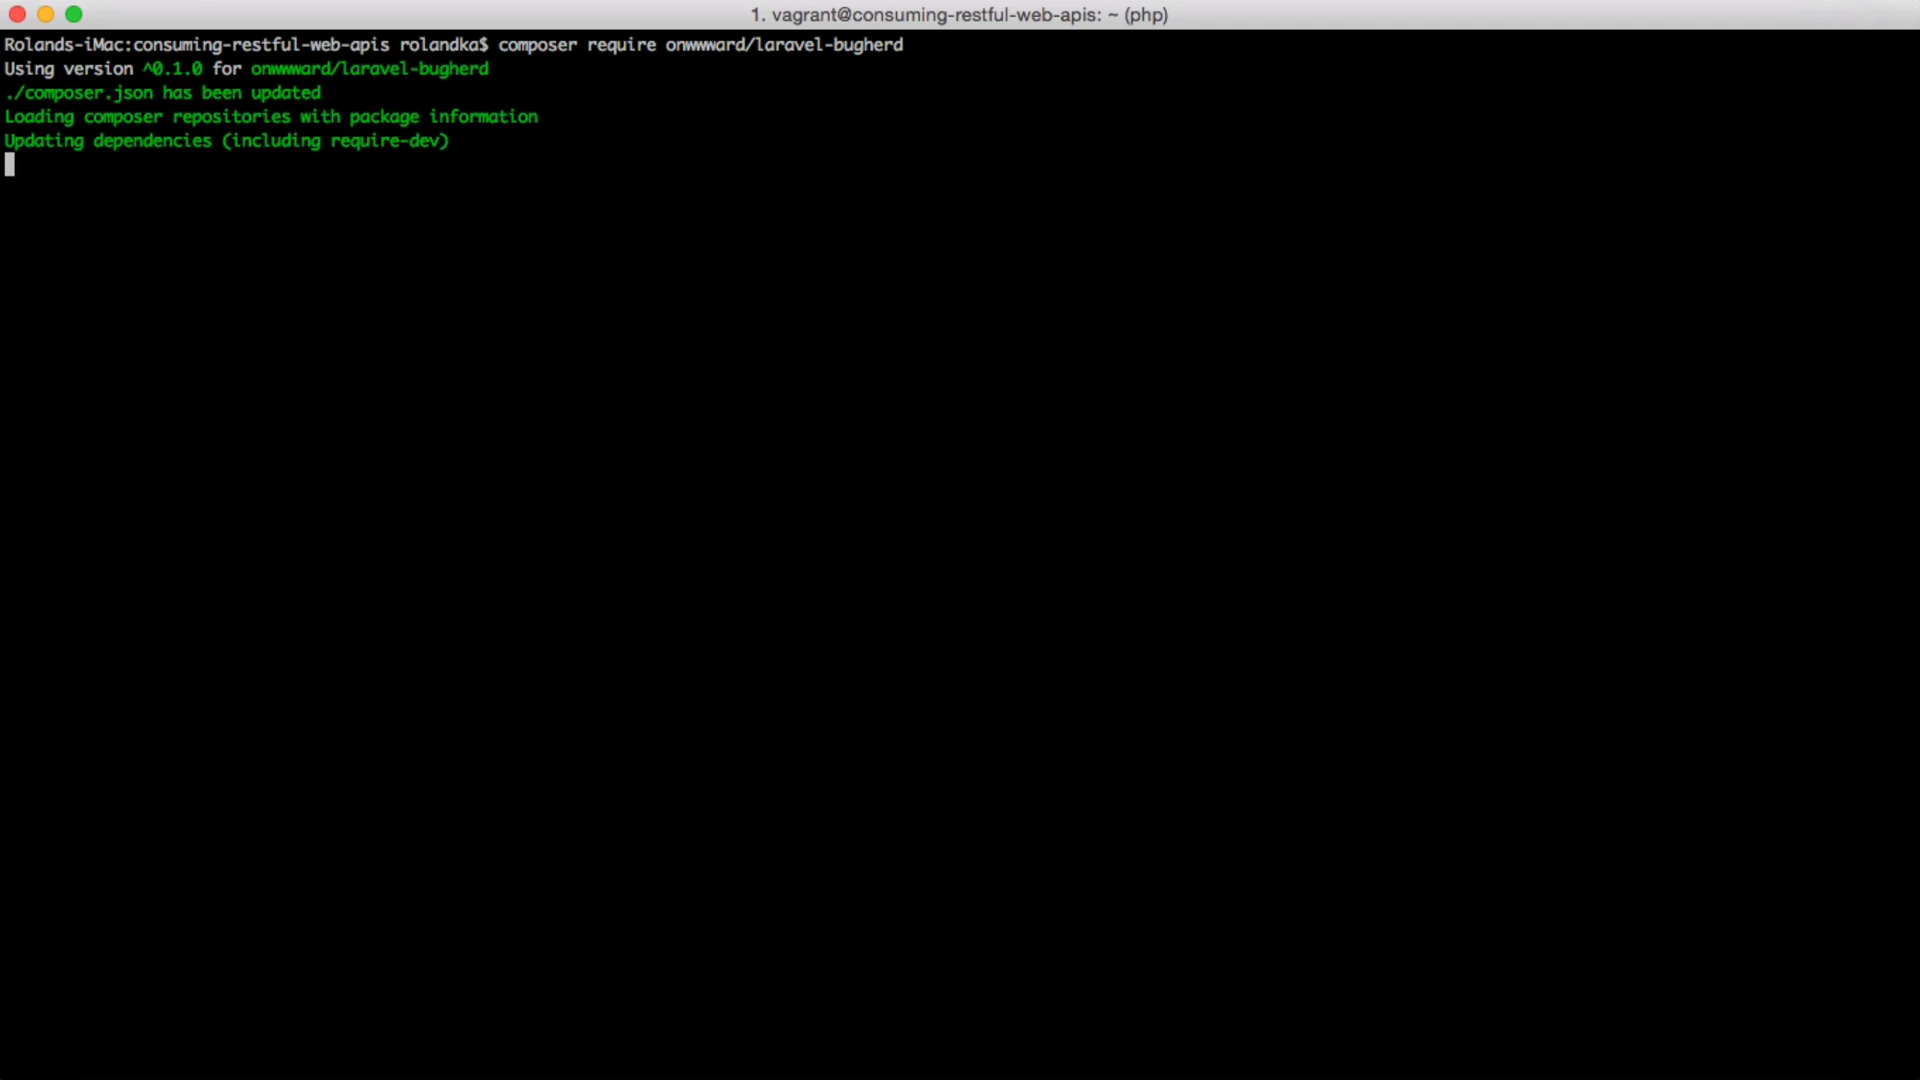 1. vagrant@consuming-restful-web-apis: ~ (php)
Rolands-iMac:consuming-restful-web-apis rolandka$ composer require onwwward/laravel-bugherd
Using version ^0.1.0 for onwwward/laravel-bugherd
./composer.json has been updated
Loading composer repositories with package information
Updating dependencies (including require-dev)